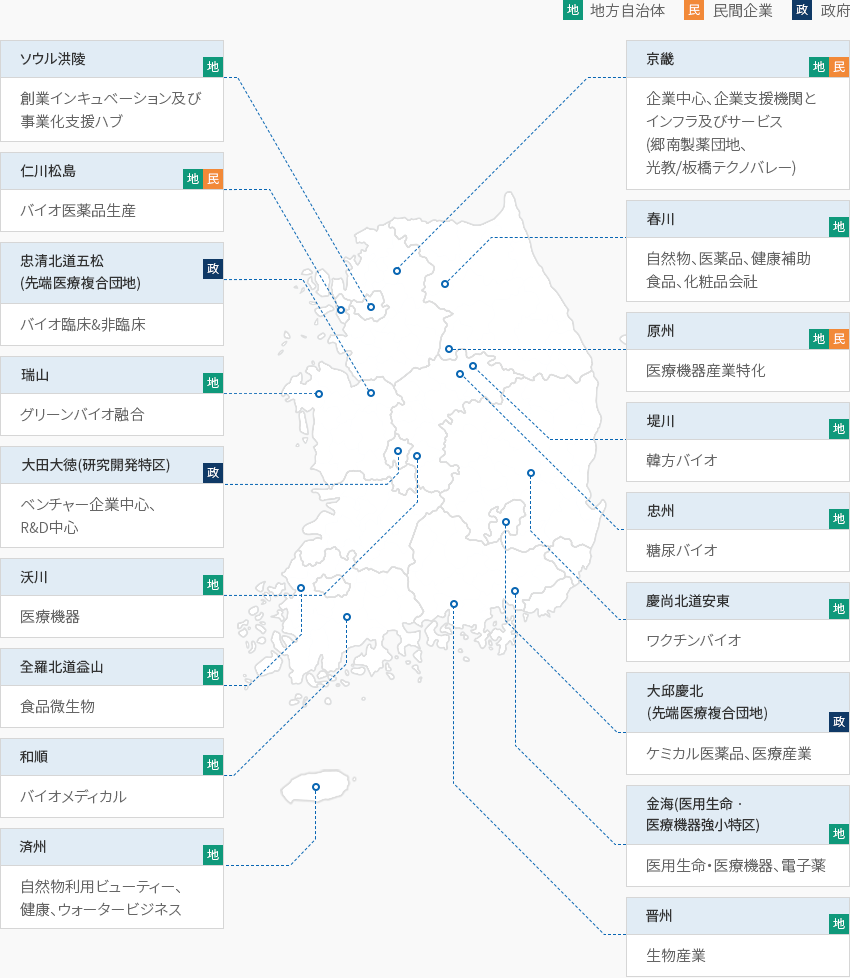 地 地方自治体 民 民間企業 政 政府
ソウル洪陵
地
創業インキュベーション及び
事業化支援ハブ
仁川松島
地 民
バイオ医薬品生産
忠清北道五松
(先端医療複合団地)
政
バイオ臨床&非臨床
瑞山
地
グリーンバイオ融合
大田大徳(研究開発特区)
政
ベンチャー企業中心、
R&D中心
沃川
地
医療機器
全羅北道益山
地
食品微生物
和順
地
バイオメディカル
済州
地
自然物利用ビューティー、
健康、ウォータービジネス
京畿
地 民
企業中心、企業支援機関と
インフラ及びサービス
(郷南製薬団地、
光教/板橋テクノバレー)
春川
地
自然物、医薬品、健康補助
食品、化粧品会社
原州
地 民
医療機器産業特化
堤川
地
韓方バイオ
忠州
地
糖尿バイオ
慶尚北道安東
地
ワクチンバイオ
大邱慶北
(先端医療複合団地)
政
ケミカル医薬品、医療産業
金海(医用生命・
医療機器強小特区)
地
医用生命・医療機器、電子薬
晋州
地
生物産業